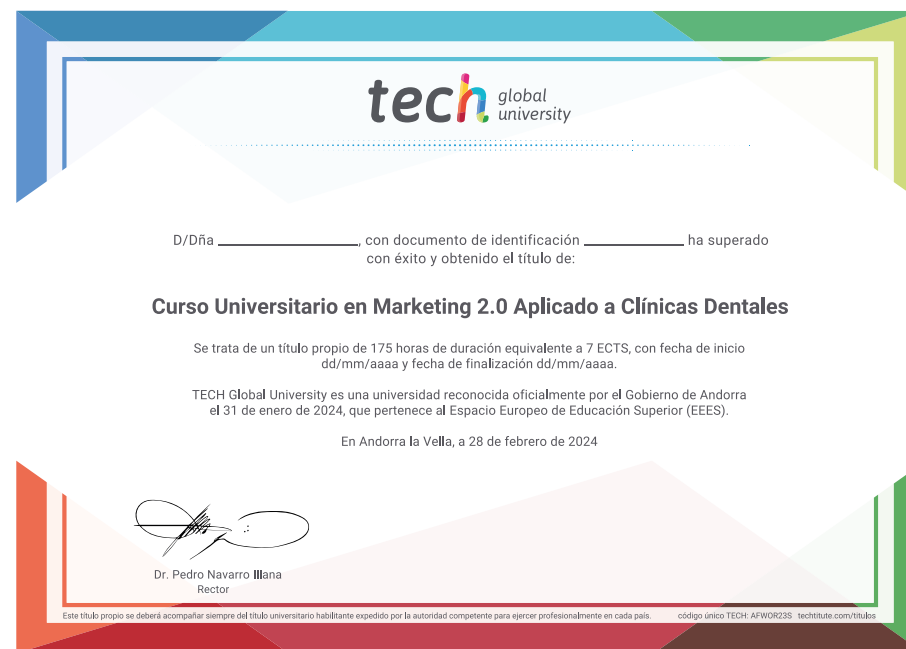 tech global university
D/Dña ____________________, con documento de identificación ______________ ha superado
con éxito y obtenido el título de:
Curso Universitario en Marketing 2.0 Aplicado a Clínicas Dentales
Se trata de un título propio de 175 horas de duración equivalente a 7 ECTS, con fecha de inicio
dd/mm/aaaa y fecha de finalización dd/mm/aaaa.
TECH Global University es una universidad reconocida oficialmente por el Gobierno de Andorra
el 31 de enero de 2024, que pertenece al Espacio Europeo de Educación Superior (EEES).
En Andorra la Vella, a 28 de febrero de 2024
Dr. Pedro Navarro Illana
Rector
Este título propio se deberá acompañar siempre del título universitario habilitante expedido por la autoridad competente para ejercer profesionalmente en cada país. código único TECH: AFWOR23S techtitute.com/titulos